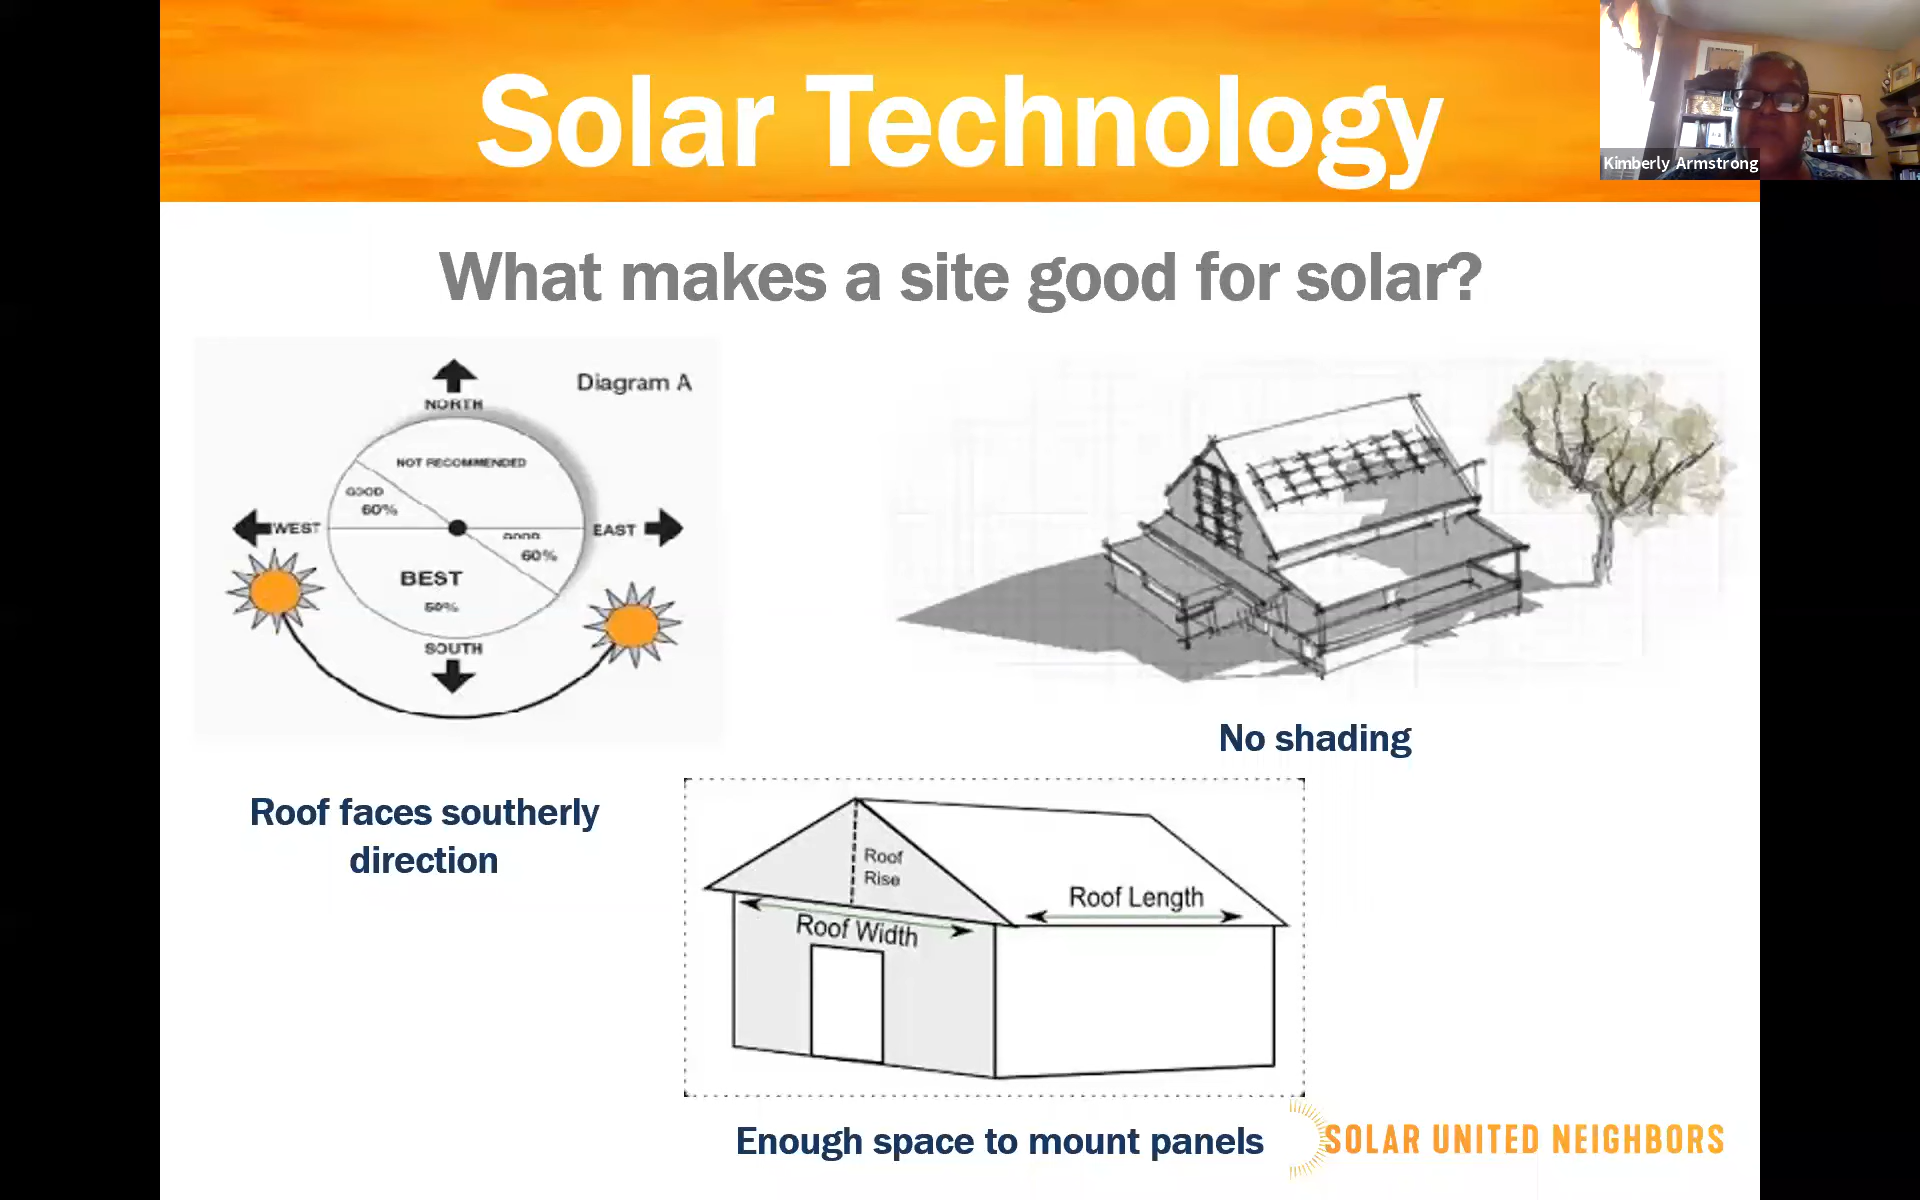 Solar Technology
Kimberly Armstrong
What makes a site good for solar?
Diagram A
NORTH
NOT RECOMMENDED
GOOD
60%
WEST
EAST
GOOD
60%
BEST
50%
SOUTH
No shading
Roof faces southerly
direction
Roof
Rise
Roof Length
Roof Width
Enough space to mount panels
SOLAR UNITED NEIGHBORS